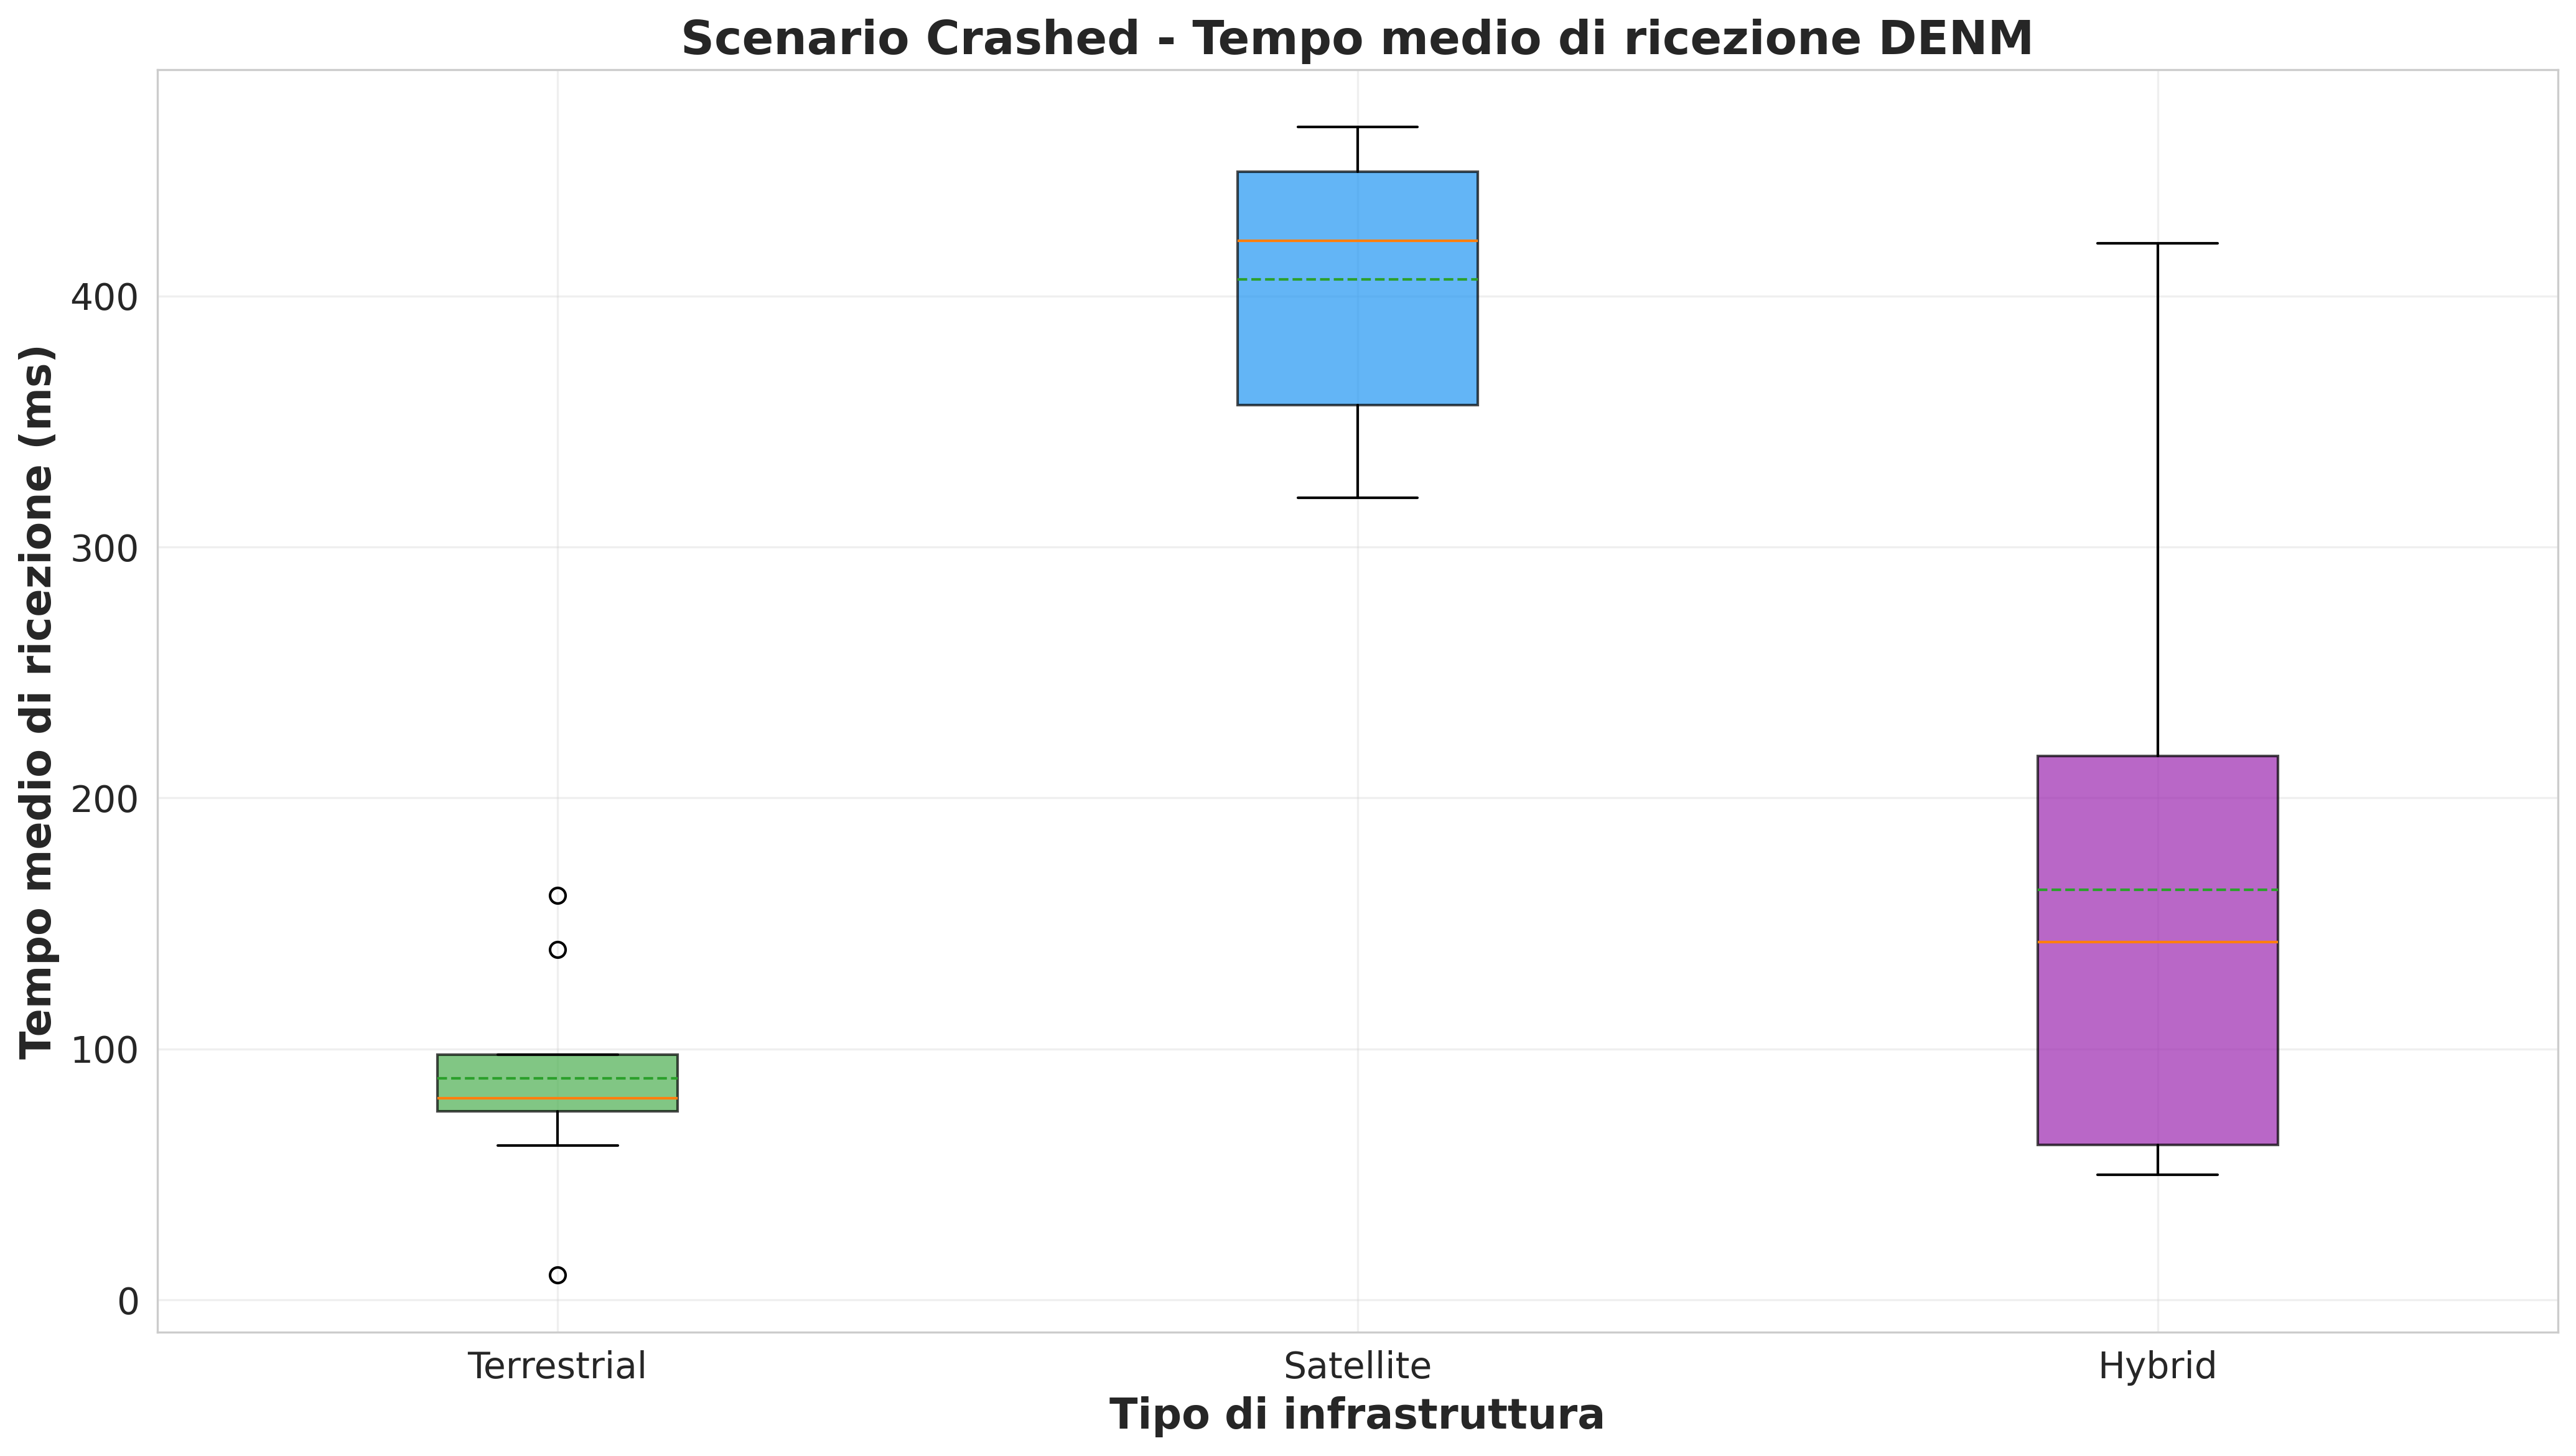 Scenario Crashed - Tempo medio di ricezione DENM
Tempo medio di ricezione (ms)
400
300
200
100
0
Terrestrial
Satellite
Hybrid
Tipo di infrastruttura